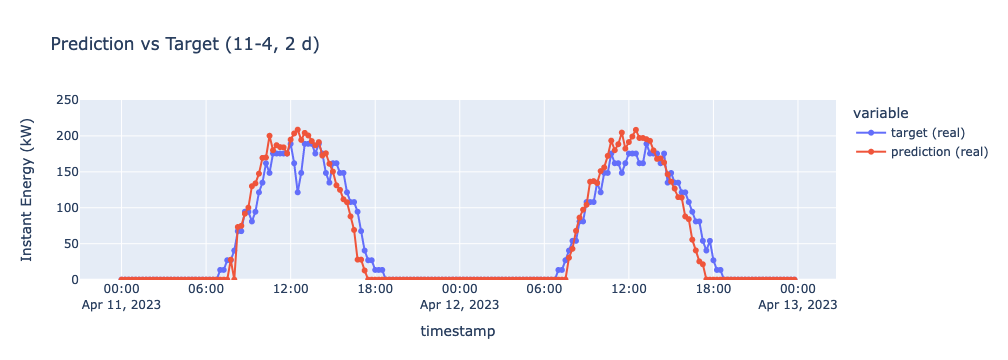 Prediction vs Target (11-4, 2 d)
variable
target (real)
prediction (real)
Instant Energy (kW)
250
200
150
100
50
0
00:00 06:00 12:00 18:00 00:00 06:00 12:00 18:00 00:00
Apr 11, 2023 Apr 12, 2023 Apr 13, 2023
timestamp